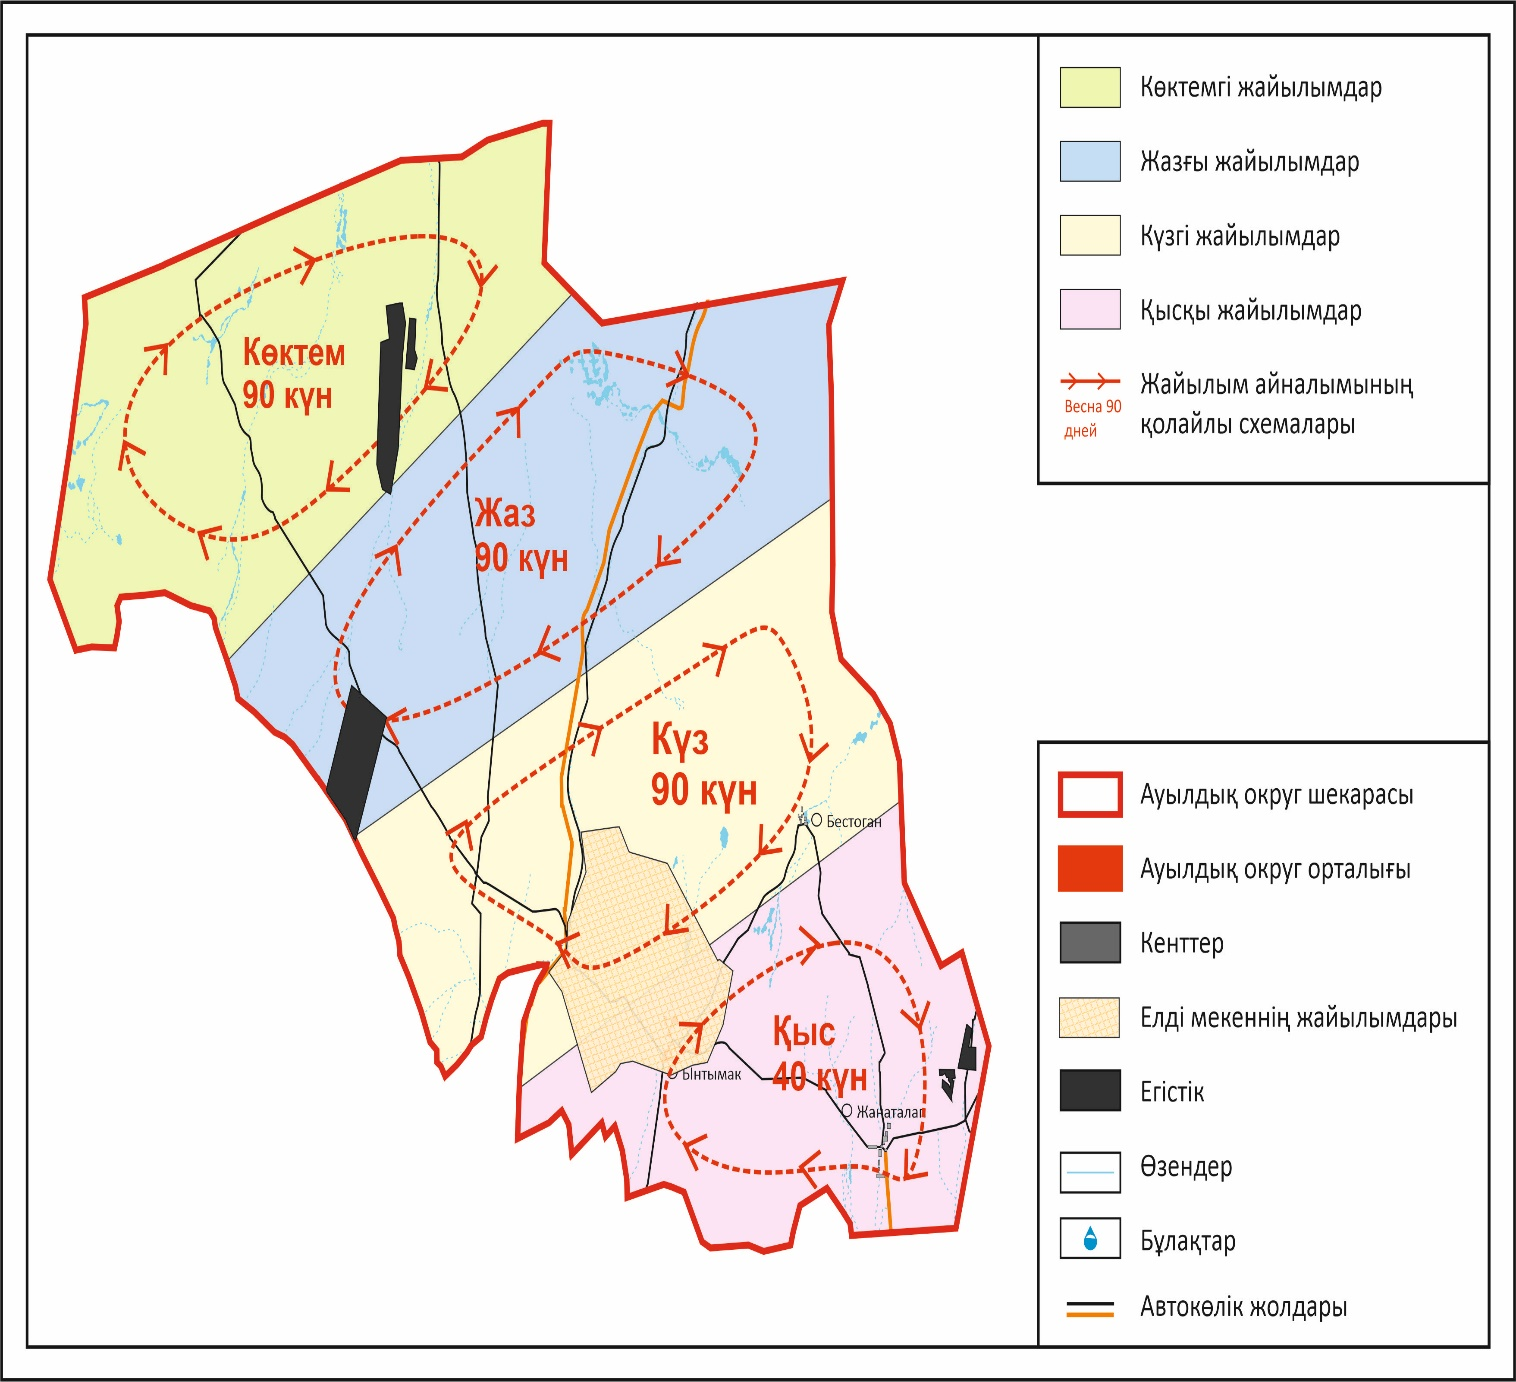 Көктемгі жайылымдар
Жазғы жайылымдар
Күзгі жайылымдар
Қысқы жайылымдар
Жайылым айналымының
қолайлы схемалары
Весна 90
дней
Көктем
90 күн
Жаз
90 күн
Күз
90 күн
Бестоган
Қыс
40 күн
Ынтымак
Жанаталап
Ауылдық округ шекарасы
Ауылдық округ орталығы
Кенттер
Елді мекеннің жайылымдары
Егістік
Өзендер
Бұлақтар
Автокөлік жолдары